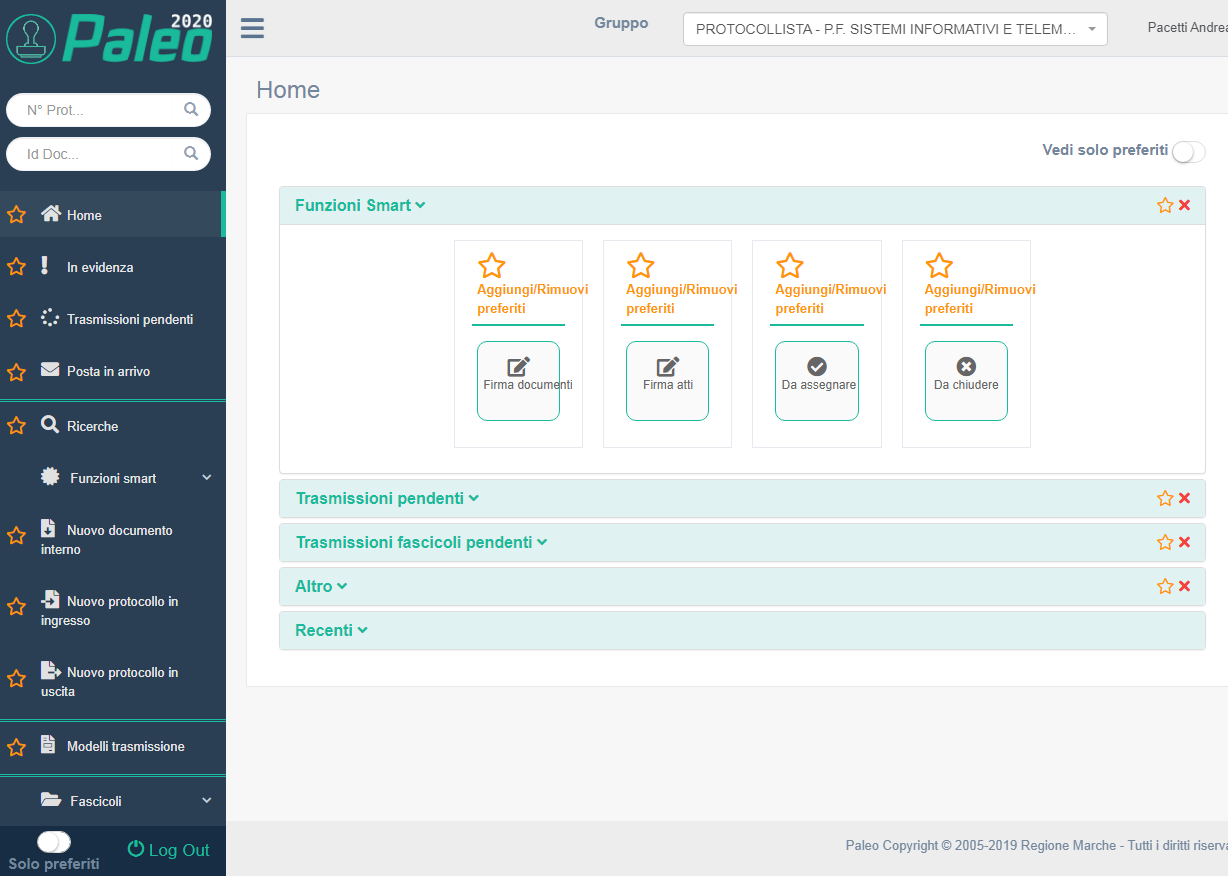 Paleo 2020
N° Prot...
Id Doc...
Home
In evidenza
Trasmissioni pendenti
Posta in arrivo
Ricerche
Funzioni smart
Nuovo documento
interno
Nuovo protocollo in
ingresso
Nuovo protocollo in
uscita
Modelli trasmissione
Fascicoli
Solo preferiti
Log Out
Gruppo
PROTOCOLLISTA - P.F. SISTEMI INFORMATIVI E TELEM...
Pacetti Andrea
Home
Vedi solo preferiti
Funzioni Smart
Aggiungi/Rimuovi
preferiti
Firma documenti
Aggiungi/Rimuovi
preferiti
Firma atti
Aggiungi/Rimuovi
preferiti
Da assegnare
Aggiungi/Rimuovi
preferiti
Da chiudere
Trasmissioni pendenti
Trasmissioni fascicoli pendenti
Altro
Recenti
Paleo Copyright © 2005-2019 Regione Marche - Tutti i diritti riserva